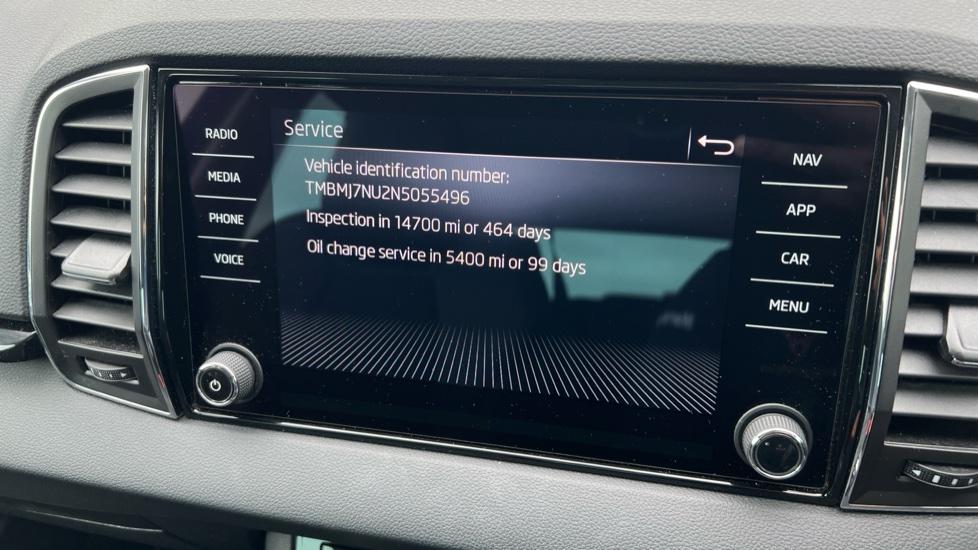 RADIO
MEDIA
PHONE
VOICE
Service
Vehicle identification number:
TMBMJ7NU2N5055496
Inspection in 14700 mi or 464 days
Oil change service in 5400 mi or 99 days
NAV
APP
CAR
MENU